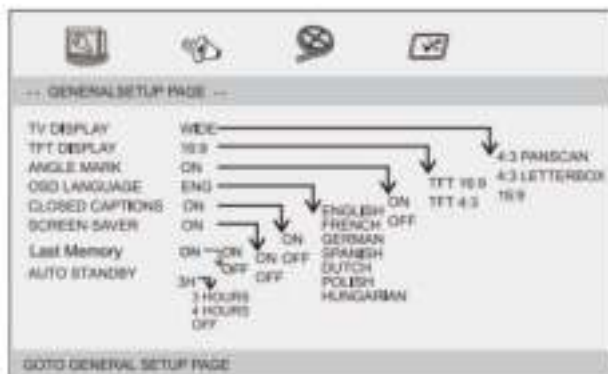 -- GENERALSETUP PAGE --
TV DISPLAY WIDE
TFT DISPLAY 16:9
ANGLE MARK ON
OSD LANGUAGE ENG
CLOSED CAPTIONS ON
SCREEN SAVER ON
Last Memory ON
AUTO STANDBY 3H
4:3 PANSCAN
4:3 LETTERBOX
16:9
TFT 16:9
TFT 4:3
ON
OFF
ENGLISH
FRENCH
GERMAN
SPANISH
DUTCH
POLISH
HUNGARIAN
ON
OFF
ON
OFF
ON
OFF
3 HOURS
4 HOURS
OFF
GOTO GENERAL SETUP PAGE